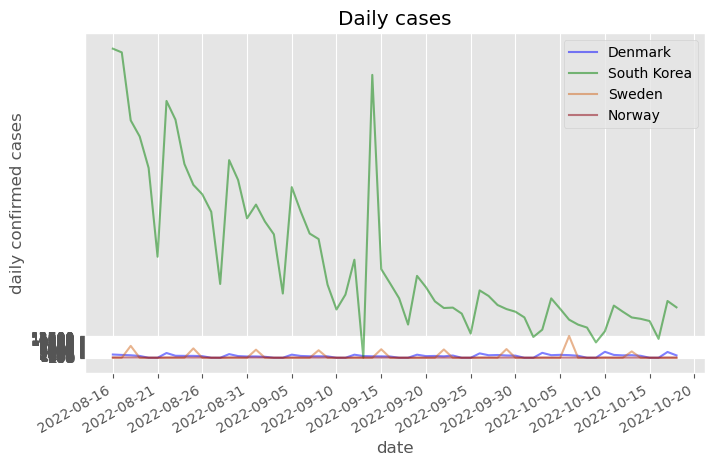 Daily cases
Denmark
South Korea
Sweden
Norway
daily confirmed cases
2022-08-16
2022-08-21
2022-08-26
2022-08-31
2022-09-05
2022-09-10
2022-09-15
2022-09-20
2022-09-25
2022-09-30
2022-10-05
2022-10-10
2022-10-15
2022-10-20
date